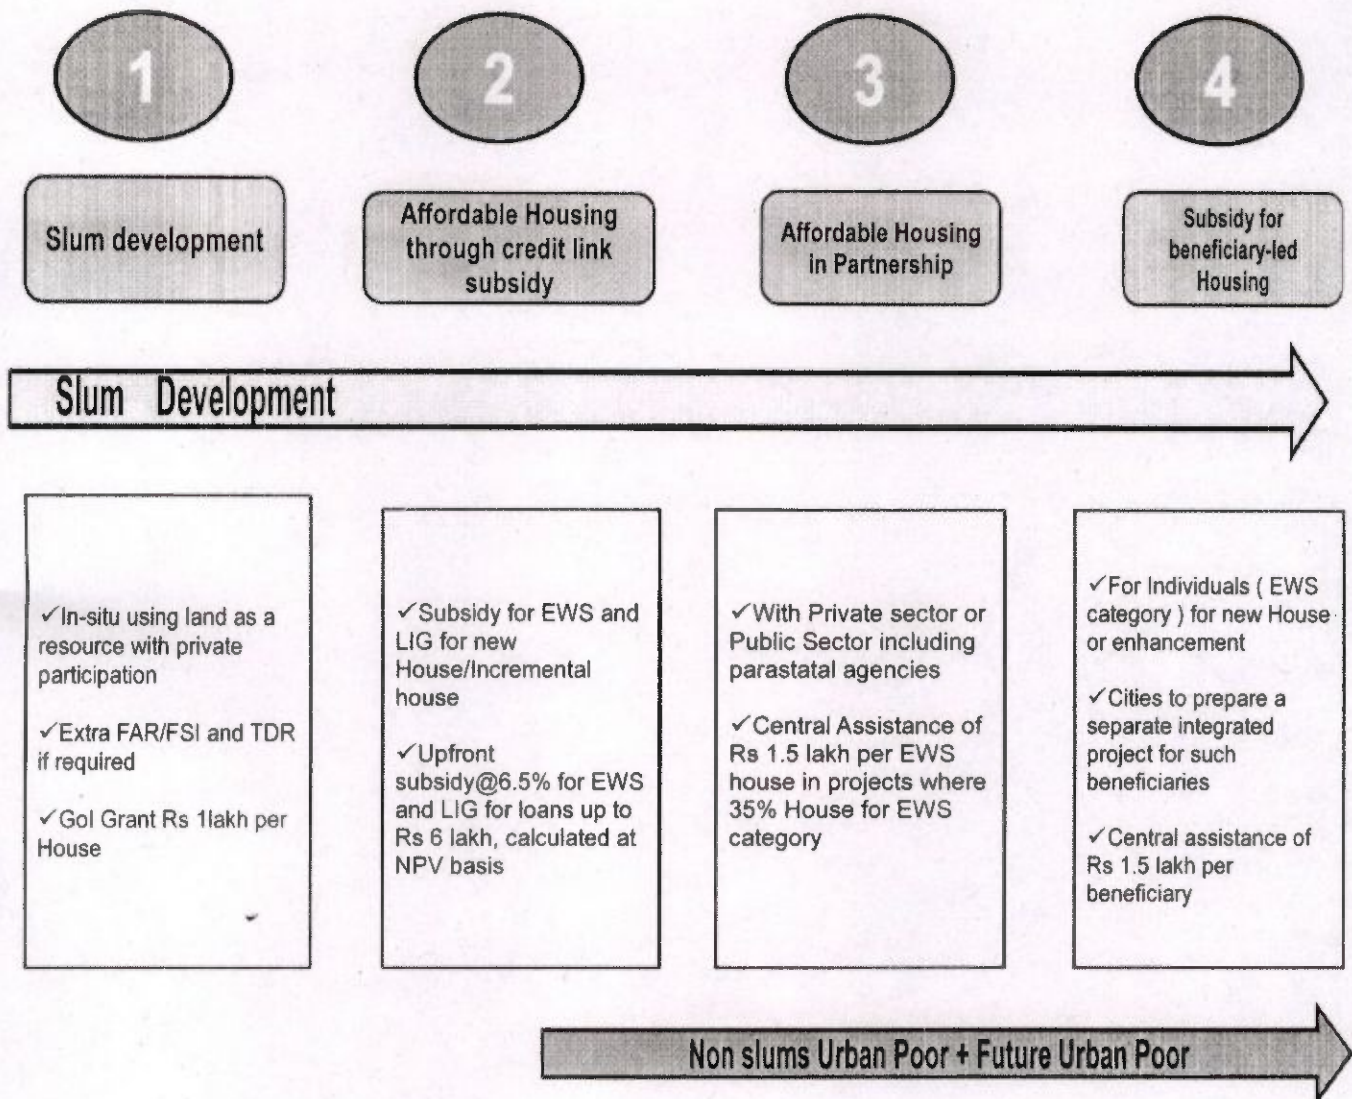 1
2
3
4
Slum development
Affordable Housing
through credit link
subsidy
Affordable Housing
in Partnership
Subsidy for
beneficiary-led
Housing
Slum Development
✓In-situ using land as a
resource with private
participation
✓Extra FAR/FSI and TDR
if required
✓GoI Grant Rs 1lakh per
House
✓Subsidy for EWS and
LIG for new
House/Incremental
house
✓Upfront
subsidy@6.5% for EWS
and LIG for loans up to
Rs 6 lakh, calculated at
NPV basis
✓With Private sector or
Public Sector including
parastatal agencies
✓Central Assistance of
Rs 1.5 lakh per EWS
house in projects where
35% House for EWS
category
✓For Individuals ( EWS
category ) for new House
or enhancement
✓Cities to prepare a
separate integrated
project for such
beneficiaries
✓Central assistance of
Rs 1.5 lakh per
beneficiary
Non slums Urban Poor + Future Urban Poor